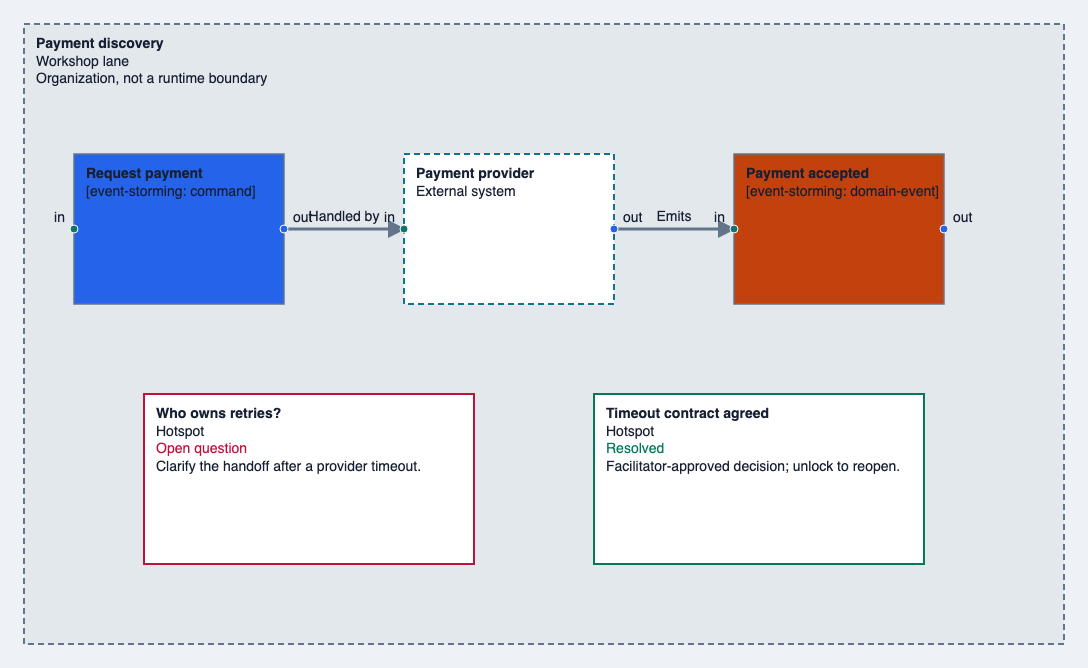 Payment discovery
Workshop lane
Organization, not a runtime boundary
Request payment
[event-storming: command]
in
out
Handled by
Payment provider
External system
in
out
Emits
Payment accepted
[event-storming: domain-event]
in
out
Who owns retries?
Hotspot
Open question
Clarify the handoff after a provider timeout.
Timeout contract agreed
Hotspot
Resolved
Facilitator-approved decision; unlock to reopen.